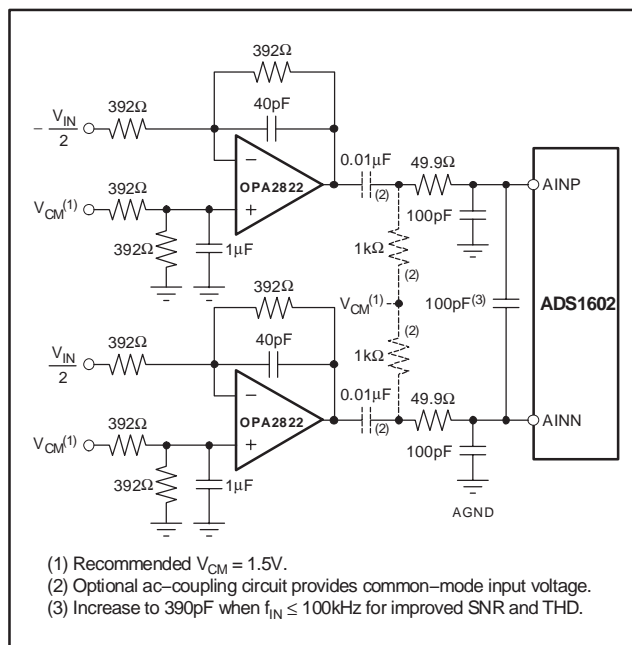 392Ω
40pF
392Ω
− V_IN/2
392Ω
V_CM(1)
392Ω
1µF
−
+
OPA2822
0.01µF
(2)
49.9Ω
100pF
AINP
1kΩ
(2)
V_CM(1)
100pF(3)
ADS1602
(2)
1kΩ
392Ω
40pF
392Ω
V_IN/2
392Ω
V_CM(1)
392Ω
1µF
−
+
OPA2822
0.01µF
(2)
49.9Ω
100pF
AINN
AGND
(1) Recommended V_CM = 1.5V.
(2) Optional ac−coupling circuit provides common−mode input voltage.
(3) Increase to 390pF when f_IN ≤ 100kHz for improved SNR and THD.